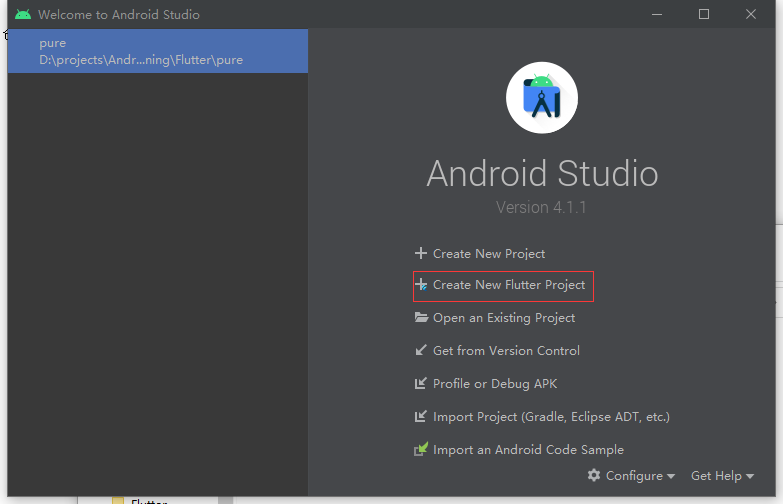 Welcome to Android Studio
pure
D:\projects\Andr...ning\Flutter\pure
Android Studio
Version 4.1.1
Create New Project
Create New Flutter Project
Open an Existing Project
Get from Version Control
Profile or Debug APK
Import Project (Gradle, Eclipse ADT, etc.)
Import an Android Code Sample
Configure
Get Help
Flutter